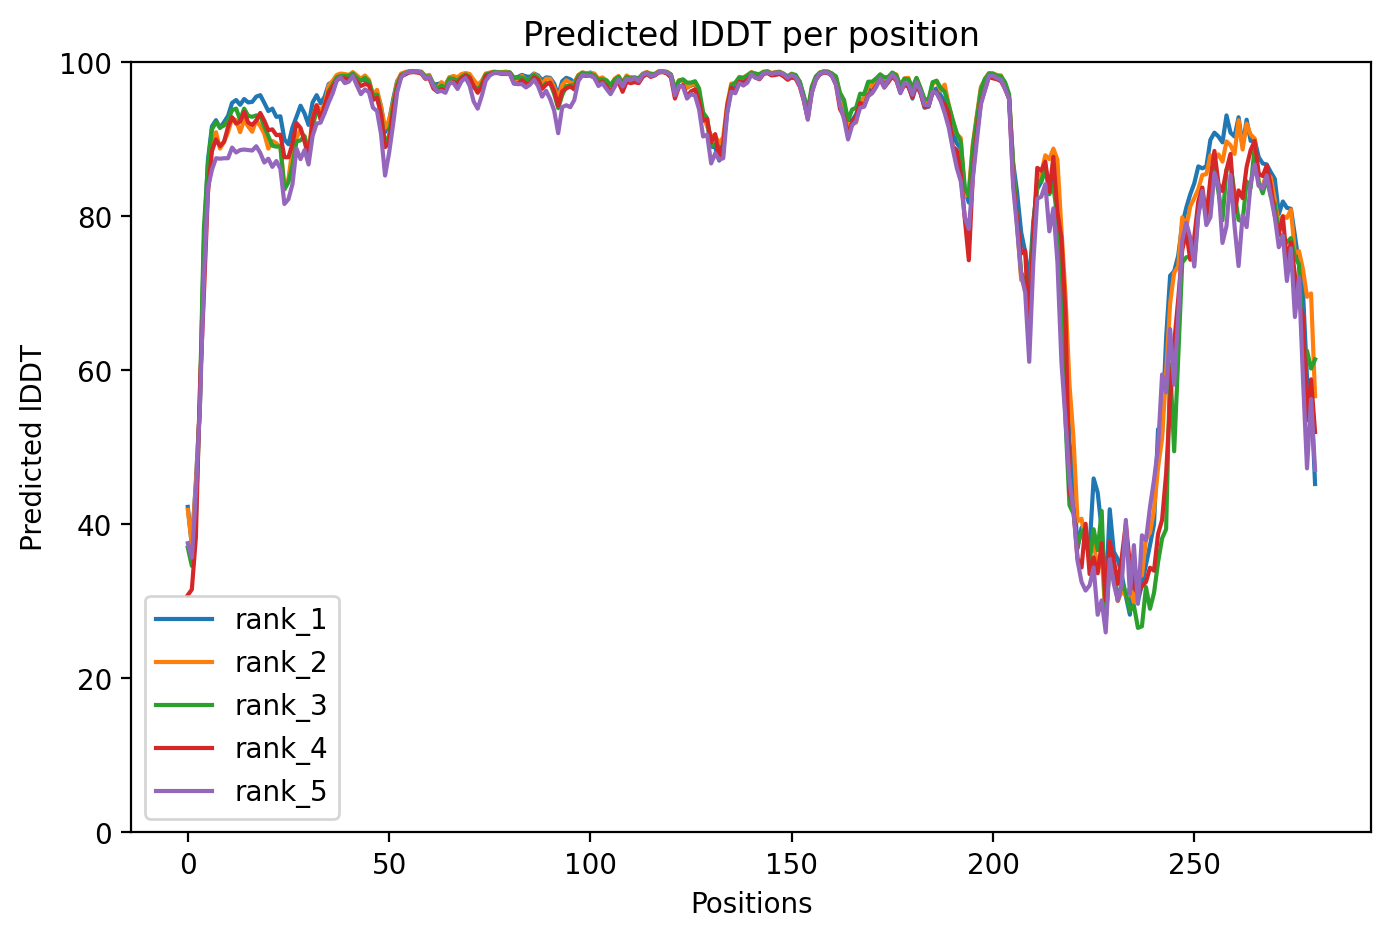 Predicted lDDT per position
100
80
60
40
20
0
Predicted lDDT
rank_1
rank_2
rank_3
rank_4
rank_5
0 50 100 150 200 250
Positions